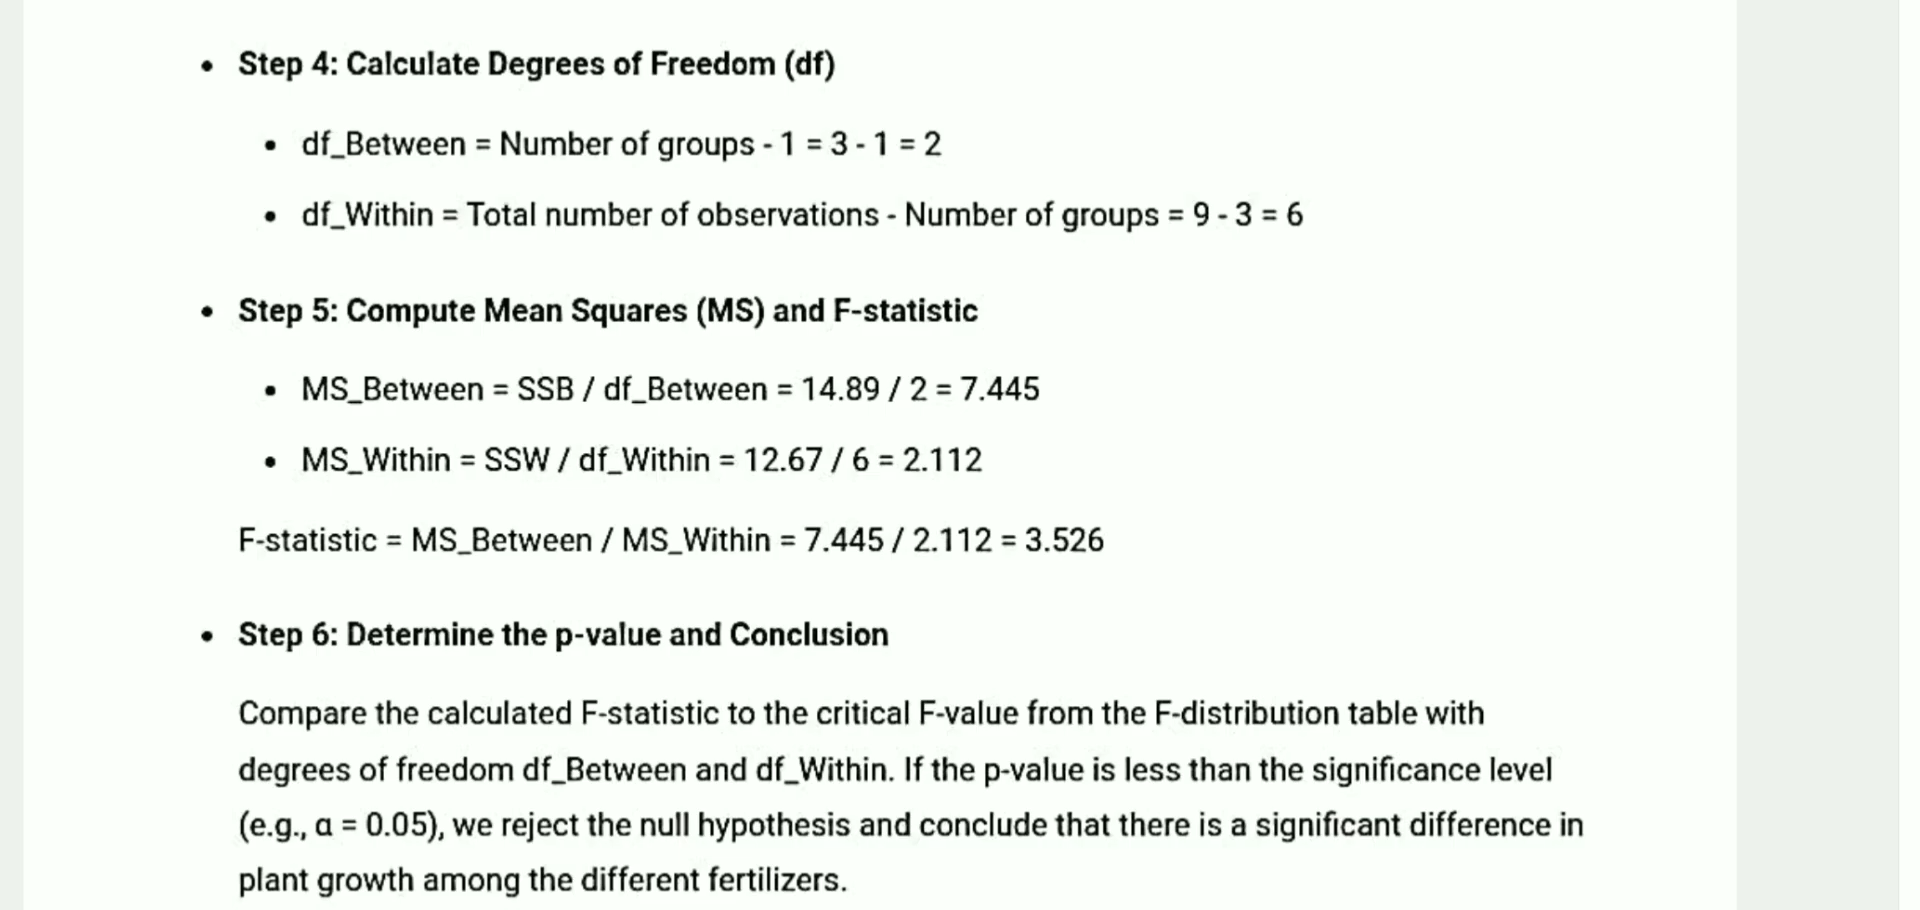 • Step 4: Calculate Degrees of Freedom (df)
• df_Between = Number of groups - 1 = 3 - 1 = 2
• df_Within = Total number of observations - Number of groups = 9 - 3 = 6
• Step 5: Compute Mean Squares (MS) and F-statistic
• MS_Between = SSB / df_Between = 14.89 / 2 = 7.445
• MS_Within = SSW / df_Within = 12.67 / 6 = 2.112
F-statistic = MS_Between / MS_Within = 7.445 / 2.112 = 3.526
• Step 6: Determine the p-value and Conclusion
Compare the calculated F-statistic to the critical F-value from the F-distribution table with
degrees of freedom df_Between and df_Within. If the p-value is less than the significance level
(e.g., α = 0.05), we reject the null hypothesis and conclude that there is a significant difference in
plant growth among the different fertilizers.